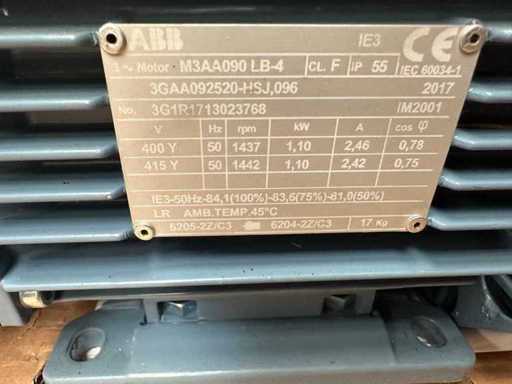 ABB IE3 CE
3~ Motor M3AA090 LB-4 CL. F IP 55 IEC 60034-1
3GAA092520-HSJ,096 2017
No. 3G1R1713023768 IM2001
V Hz rpm kW A cos φ
400 Y 50 1437 1,10 2,46 0,78
415 Y 50 1442 1,10 2,42 0,75
IE3-50Hz-84,1(100%)-83,6(75%)-81,0(50%)
LR AMB.TEMP.45°C
6205-2Z/C3 6204-2Z/C3 17 Kg